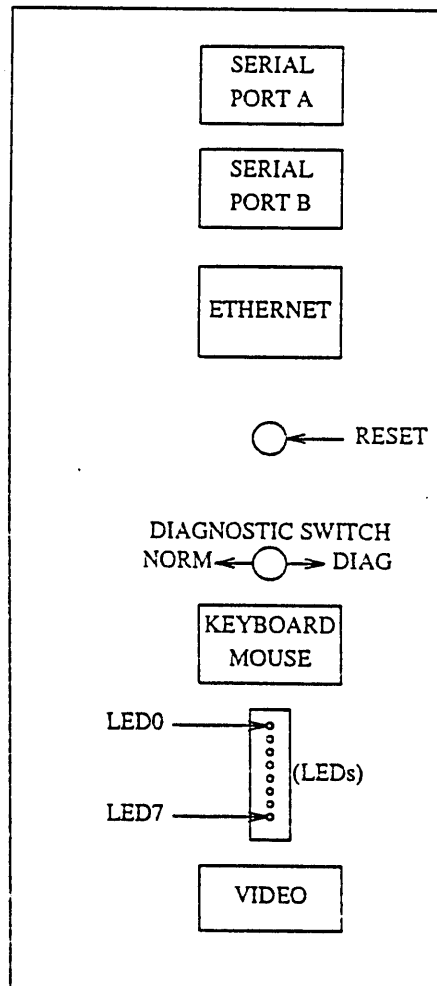 SERIAL
PORT A
SERIAL
PORT B
ETHERNET
RESET
DIAGNOSTIC SWITCH
NORM DIAG
KEYBOARD
MOUSE
LED0
(LEDs)
LED7
VIDEO